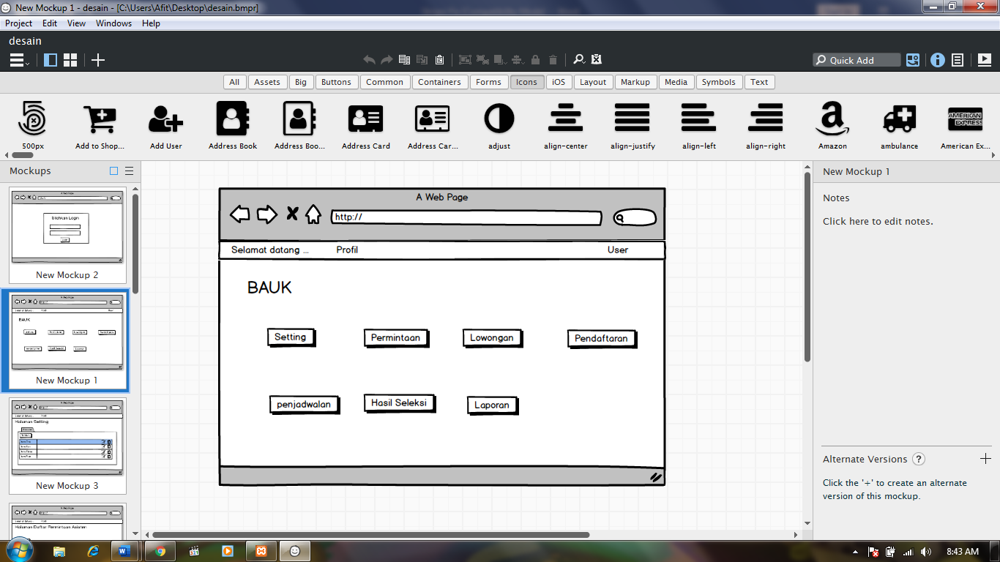 New Mockup 1 - desain - [C:\Users\Afit\Desktop\desain.bmpr]
Project Edit View Windows Help
desain
Quick Add
All Assets Big Buttons Common Containers Forms Icons iOS Layout Markup Media Symbols Text
AMERICAN EXPRESS
500px Add to Shop... Add User Address Book Address Boo... Address Card Address Car... adjust align-center align-justify align-left align-right Amazon ambulance American Ex...
Mockups
New Mockup 1
A Web Page
Silahkan Login
New Mockup 2
A Web Page
http://
Selamat datang ... Profil User
BAUK
Setting Permintaan Lowongan Pendaftaran
penjadwalan Hasil Seleksi Laporan
BAUK
New Mockup 1
Halaman Setting
New Mockup 3
Halaman Daftar Permintaan Asisten
Notes
Click here to edit notes.
Alternate Versions ?
Click the '+' to create an alternate
version of this mockup.
8:43 AM